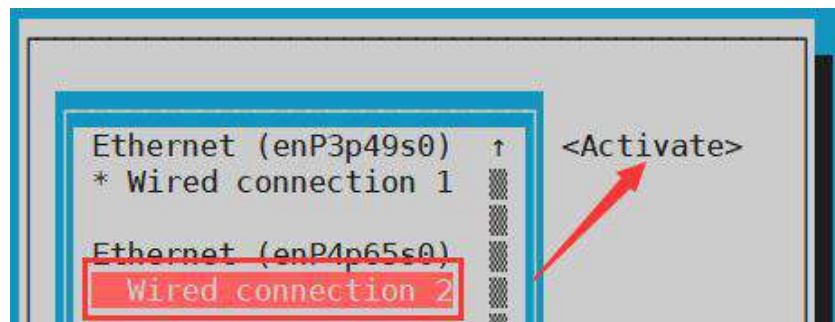 Ethernet (enP3p49s0) ↑ <Activate>
* Wired connection 1
Ethernet (enP4p65s0)
Wired connection 2